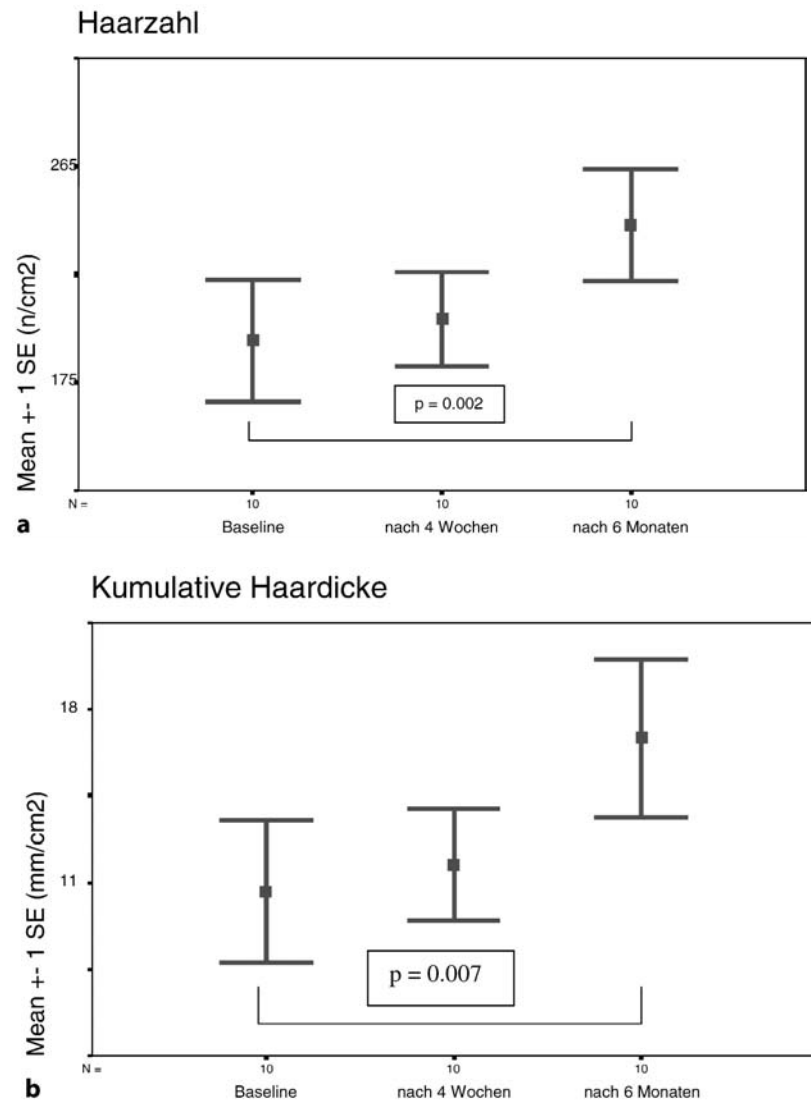 Haarzahl
Mean +- 1 SE (n/cm2)
265
175
p = 0.002
N =
10
10
10
Baseline
nach 4 Wochen
nach 6 Monaten
a
Kumulative Haardicke
Mean +- 1 SE (mm/cm2)
18
11
p = 0.007
N =
10
10
10
Baseline
nach 4 Wochen
nach 6 Monaten
b